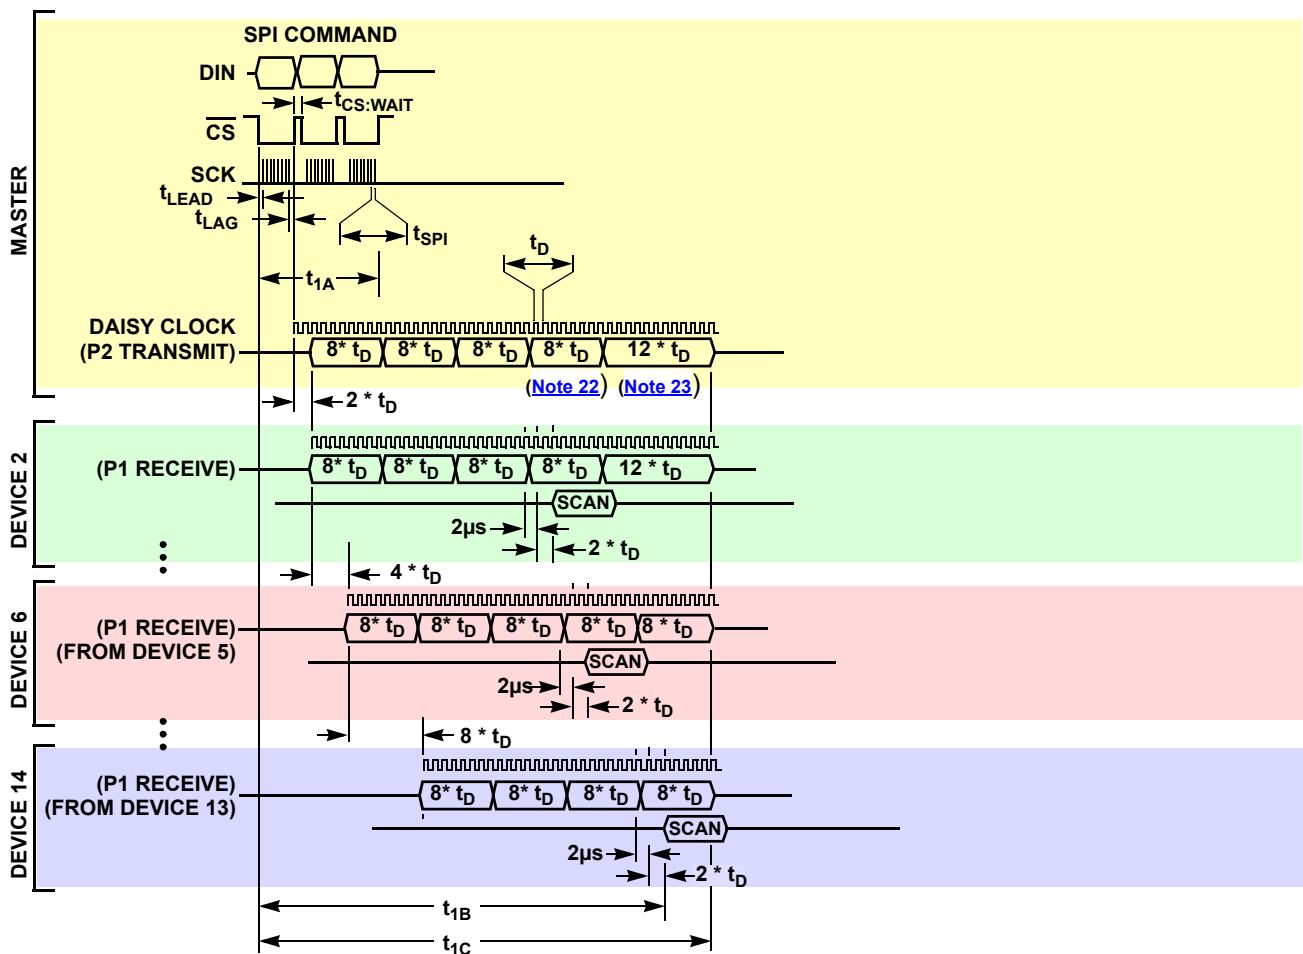 MASTER
SPI COMMAND
DIN
tCS:WAIT
CS
SCK
tLEAD
tLAG
tSPI
tD
t1A
DAISY CLOCK
(P2 TRANSMIT)
8* tD 8* tD 8* tD 8* tD 12 * tD
(Note 22) (Note 23)
2 * tD
DEVICE 2
(P1 RECEIVE)
8* tD 8* tD 8* tD 8* tD 12 * tD
SCAN
2µs
2 * tD
4 * tD
DEVICE 6
(P1 RECEIVE)
(FROM DEVICE 5)
8* tD 8* tD 8* tD 8* tD 8 * tD
SCAN
2µs
2 * tD
8 * tD
DEVICE 14
(P1 RECEIVE)
(FROM DEVICE 13)
8* tD 8* tD 8* tD 8* tD
SCAN
2µs
2 * tD
t1B
t1C